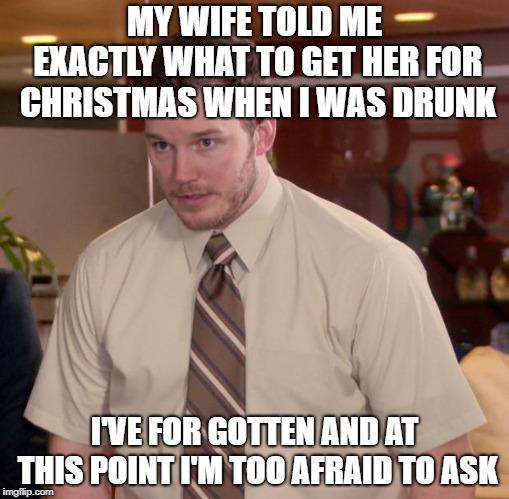 MY WIFE TOLD ME
EXACTLY WHAT TO GET HER FOR
CHRISTMAS WHEN I WAS DRUNK
I'VE FOR GOTTEN AND AT
THIS POINT I'M TOO AFRAID TO ASK
imgflip.com